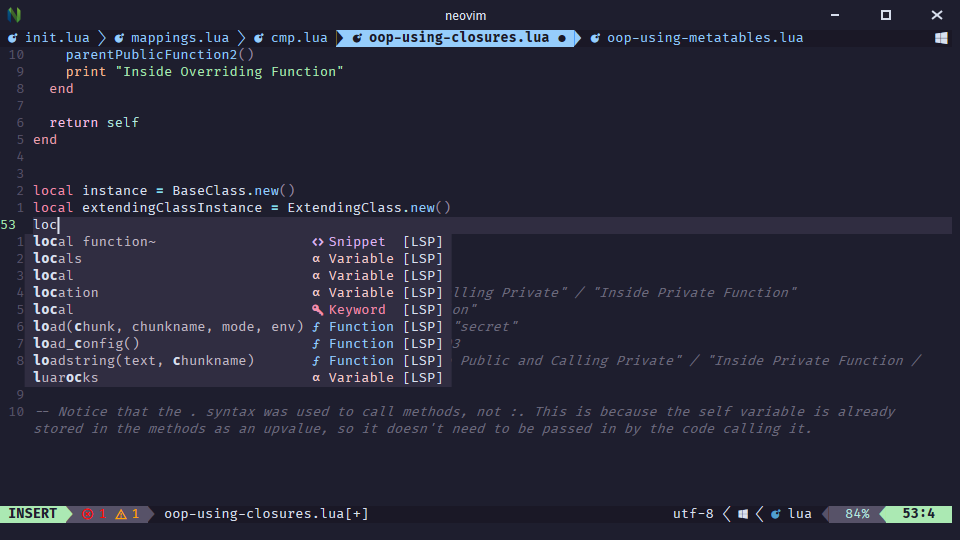 neovim
init.lua mappings.lua cmp.lua oop-using-closures.lua ● oop-using-metatables.lua
10 parentPublicFunction2()
9 print "Inside Overriding Function"
8 end
7
6 return self
5 end
4
3
2 local instance = BaseClass.new()
1 local extendingClassInstance = ExtendingClass.new()
53 loc
1 local function~ <> Snippet [LSP]
2 locals α Variable [LSP]
3 local α Variable [LSP]
4 location α Variable [LSP] lling Private" / "Inside Private Function"
5 local Keyword [LSP] on"
6 load(chunk, chunkname, mode, env) ƒ Function [LSP] "secret"
7 load_config() ƒ Function [LSP] 3
8 loadstring(text, chunkname) ƒ Function [LSP] Public and Calling Private" / "Inside Private Function /
luarocks α Variable [LSP]
9
10 -- Notice that the . syntax was used to call methods, not :. This is because the self variable is already
stored in the methods as an upvalue, so it doesn't need to be passed in by the code calling it.
INSERT 1 1 oop-using-closures.lua[+] utf-8 lua 84% 53:4